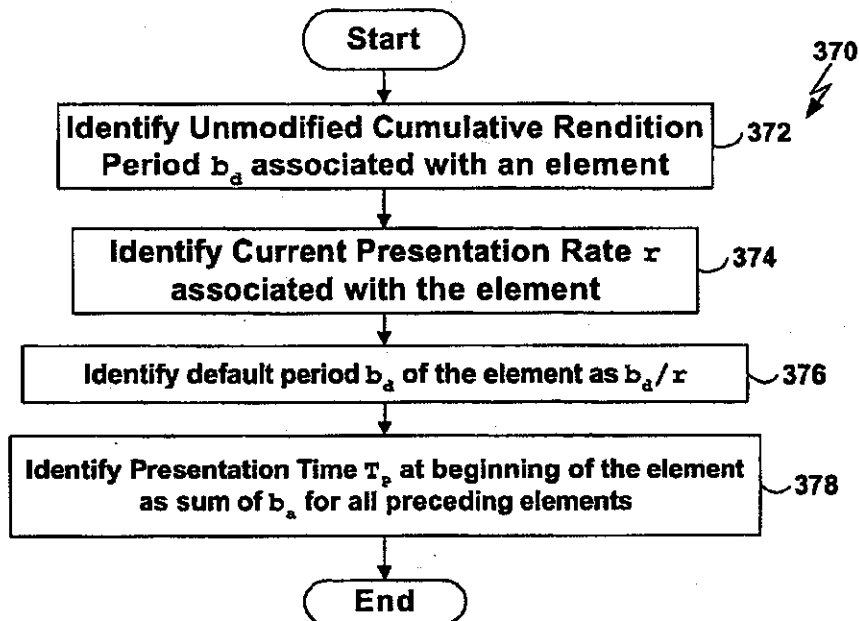 Start
370
Identify Unmodified Cumulative Rendition
Period b_d associated with an element
372
Identify Current Presentation Rate r
associated with the element
374
Identify default period b_d of the element as b_d/r
376
Identify Presentation Time T_p at beginning of the element
as sum of b_a for all preceding elements
378
End